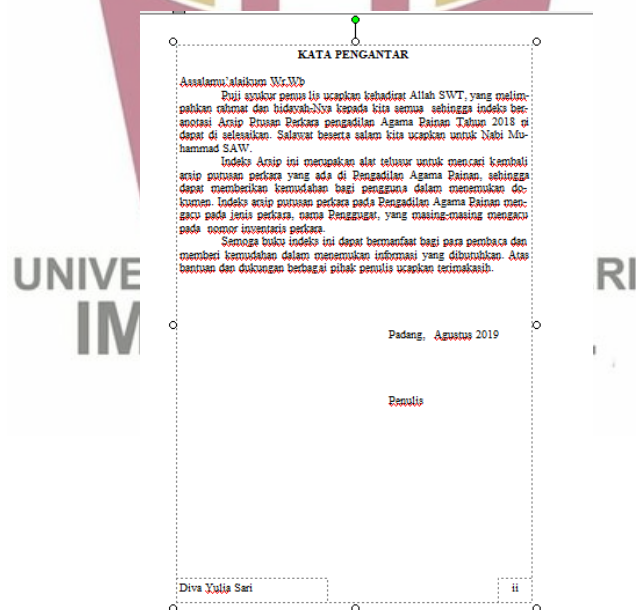 KATA PENGANTAR
Assalamu'alaikum Wr.Wb
Puji syukur penus lis ucapkan kehadirat Allah SWT, yang melim-
pahkan rahmat dan hidayah-Nya kepada kita semua sehingga indeks ber-
anotasi Arsip Prusan Perkara pengadilan Agama Painan Tahun 2018 ni
dapat di selesaikan. Salawat beserta salam kita ucapkan untuk Nabi Mu-
hammad SAW.
Indeks Arsip ini merupakan alat telusur untuk mencari kembali
arsip putusan perkara yang ada di Pengadilan Agama Painan, sehingga
dapat memberikan kemudahan bagi pengguna dalam menemukan do-
kumen. Indeks arsip putusan perkara pada Pengadilan Agama Painan men-
gacu pada jenis perkara, nama Penggugat, yang masing-masing mengacu
pada nomor inventaris perkara.
Semoga buku indeks ini dapat bermanfaat bagi para pembaca dan
memberi kemudahan dalam menemukan informasi yang dibutuhkan. Atas
bantuan dan dukungan berbagai pihak penulis ucapkan terimakasih.
UNIVE RI
IM
Padang, Agustus 2019
Penulis
Diva Yulia Sari ii